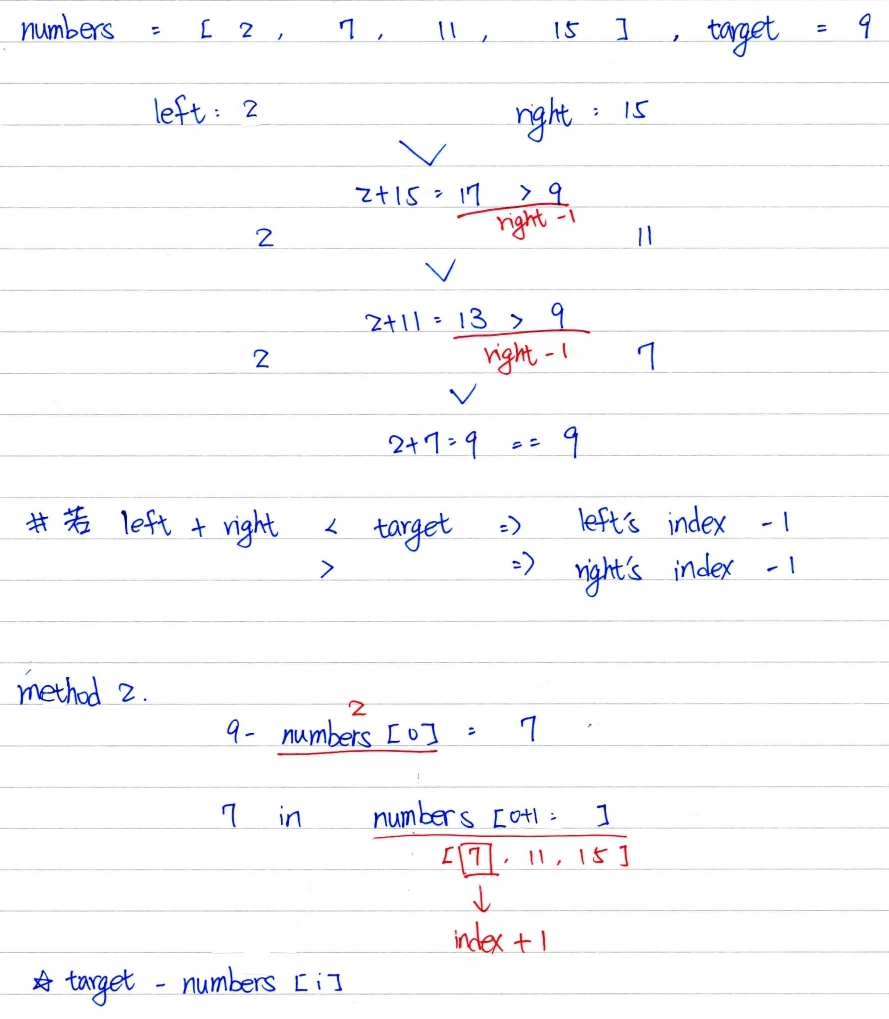 numbers = [ 2 , 7 , 11 , 15 ] , target = 9
left : 2 right : 15
2+15 = 17 > 9
right -1
2 11
2+11 = 13 > 9
right -1
2 7
2+7=9 == 9
# 若 left + right < target => left's index -1
> => right's index -1
method 2.
2
9- numbers [0] = 7
7 in numbers [0+1 : ]
[7, 11, 15]
↓
index +1
☆ target - numbers [i]